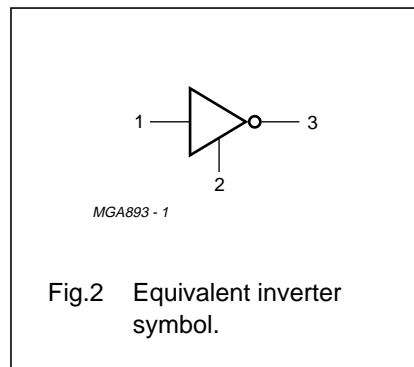 1
3
2
MGA893 - 1
Fig.2 Equivalent inverter
symbol.